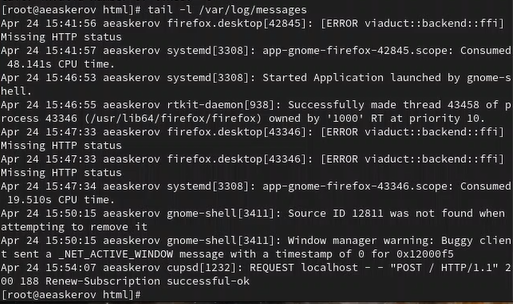 [root@aeaskerov html]# tail -l /var/log/messages
Apr 24 15:41:56 aeaskerov firefox.desktop[42845]: [ERROR viaduct::backend::ffi]
Missing HTTP status
Apr 24 15:41:57 aeaskerov systemd[3308]: app-gnome-firefox-42845.scope: Consumed
 48.141s CPU time.
Apr 24 15:46:53 aeaskerov systemd[3308]: Started Application launched by gnome-s
hell.
Apr 24 15:46:55 aeaskerov rtkit-daemon[938]: Successfully made thread 43458 of p
rocess 43346 (/usr/lib64/firefox/firefox) owned by '1000' RT at priority 10.
Apr 24 15:47:33 aeaskerov firefox.desktop[43346]: [ERROR viaduct::backend::ffi]
Missing HTTP status
Apr 24 15:47:33 aeaskerov firefox.desktop[43346]: [ERROR viaduct::backend::ffi]
Missing HTTP status
Apr 24 15:47:34 aeaskerov systemd[3308]: app-gnome-firefox-43346.scope: Consumed
 19.510s CPU time.
Apr 24 15:50:15 aeaskerov gnome-shell[3411]: Source ID 12811 was not found when
attempting to remove it
Apr 24 15:50:15 aeaskerov gnome-shell[3411]: Window manager warning: Buggy clien
t sent a _NET_ACTIVE_WINDOW message with a timestamp of 0 for 0x12000f5
Apr 24 15:54:07 aeaskerov cupsd[1232]: REQUEST localhost - - "POST / HTTP/1.1" 2
00 188 Renew-Subscription successful-ok
[root@aeaskerov html]#